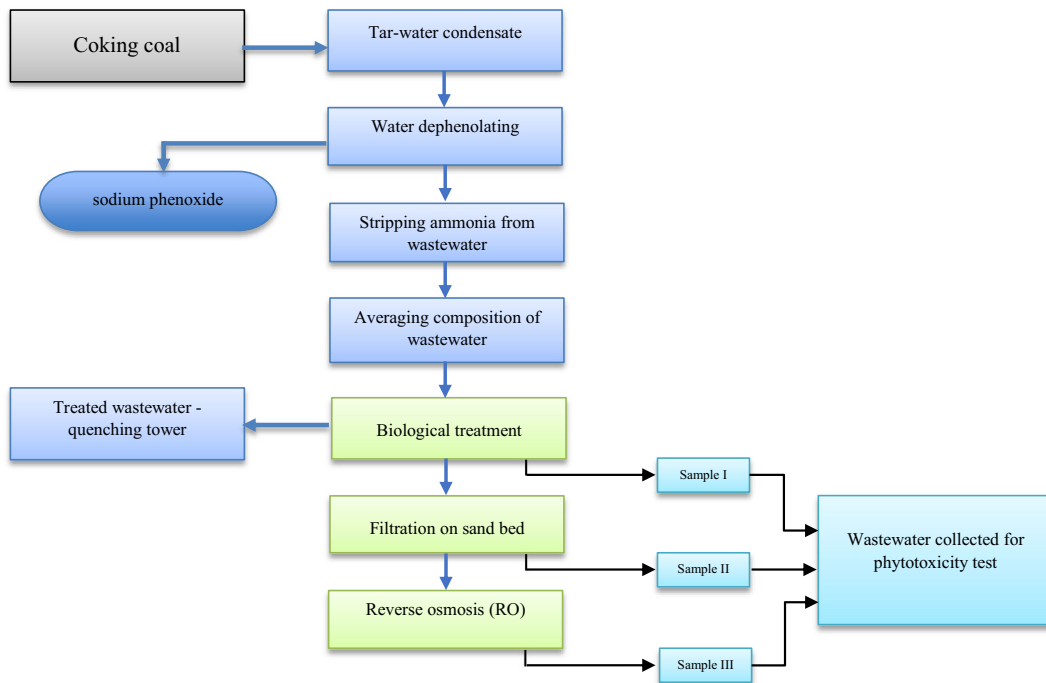 Coking coal
Tar-water condensate
Water dephenolating
sodium phenoxide
Stripping ammonia from
wastewater
Averaging composition of
wastewater
Treated wastewater -
quenching tower
Biological treatment
Sample I
Filtration on sand bed
Wastewater collected for
phytotoxicity test
Sample II
Reverse osmosis (RO)
Sample III